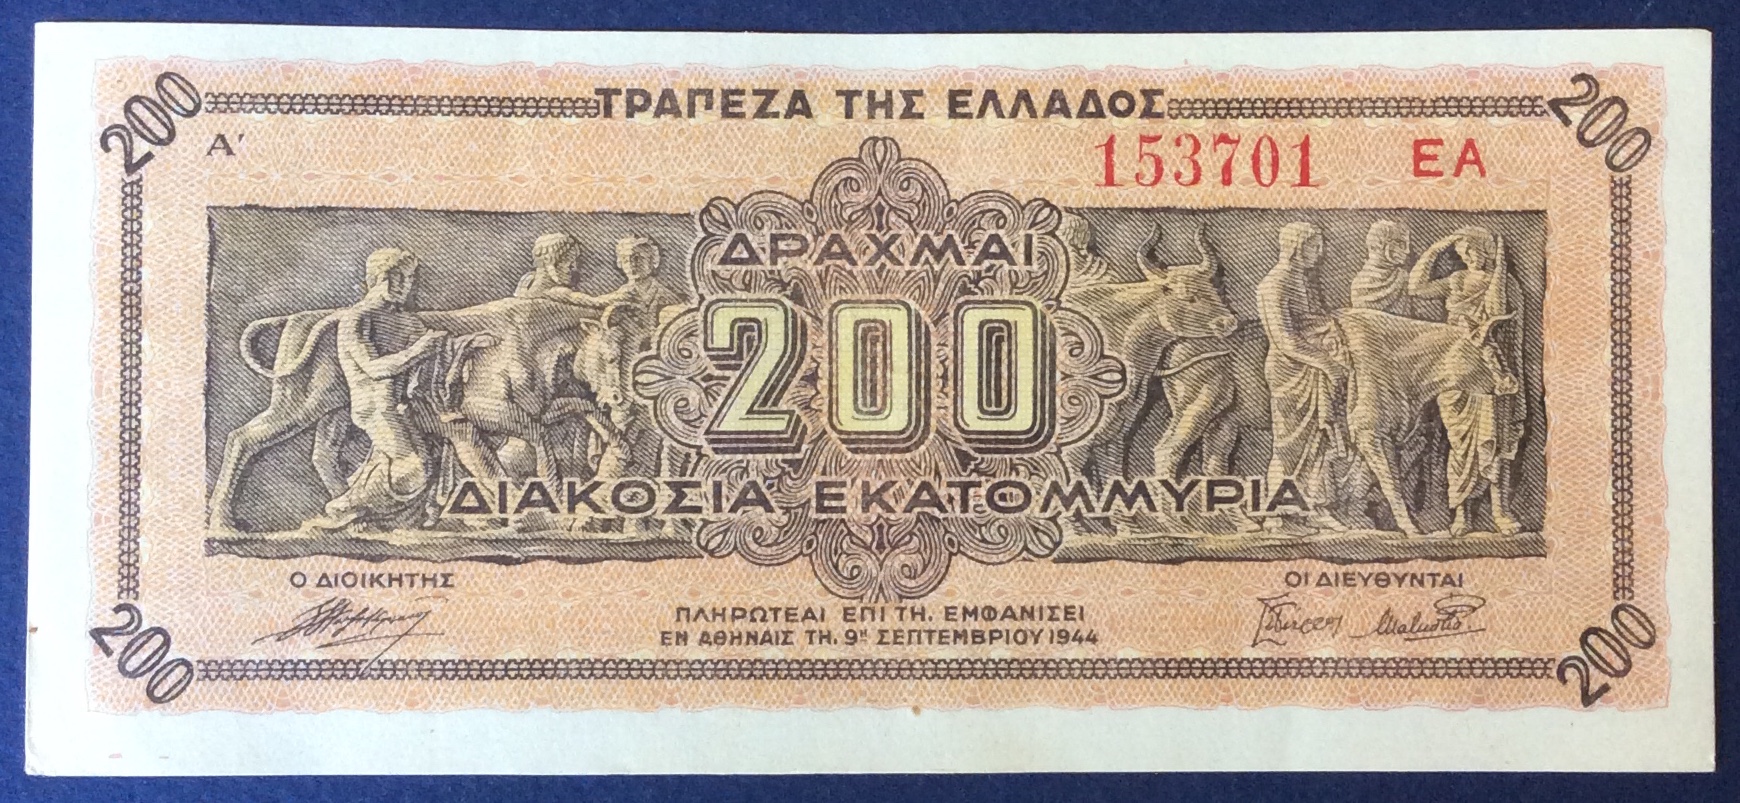 200 ΤΡΑΠΕΖΑ ΤΗΣ ΕΛΛΑΔΟΣ 200
Α′ 153701 ΕΑ
ΔΡΑΧΜΑΙ
200
ΔΙΑΚΟΣΙΑ ΕΚΑΤΟΜΜΥΡΙΑ
Ο ΔΙΟΙΚΗΤΗΣ ΟΙ ΔΙΕΥΘΥΝΤΑΙ
ΠΛΗΡΩΤΕΑΙ ΕΠΙ ΤΗ. ΕΜΦΑΝΙΣΕΙ
ΕΝ ΑΘΗΝΑΙΣ ΤΗ. 9ῃ ΣΕΠΤΕΜΒΡΙΟΥ 1944
200 200